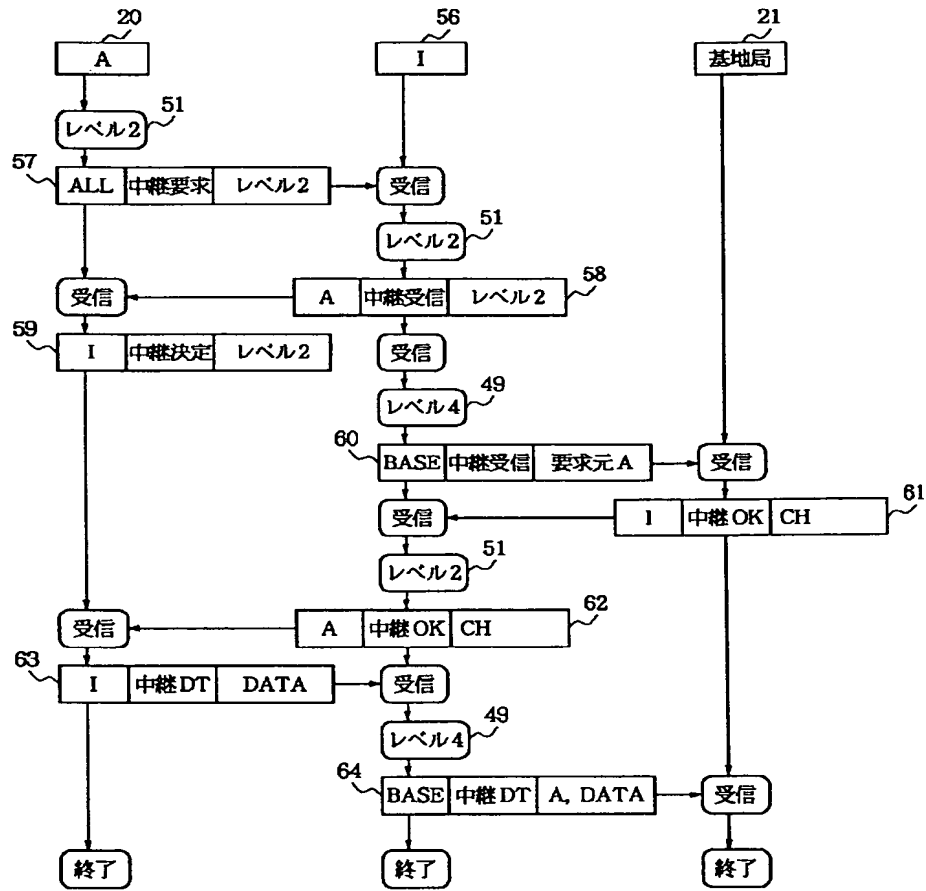 20 56 21
A I 基地局
51
レベル2
57 ALL 中継要求 レベル2 受信
51
レベル2
受信 A 中継受信 レベル2 58
59 I 中継決定 レベル2 受信
レベル4 49
60 BASE 中継受信 要求元A 受信
受信 I 中継OK CH 61
51
レベル2
受信 A 中継OK CH 62
63 I 中継DT DATA 受信
レベル4 49
64 BASE 中継DT A, DATA 受信
終了 終了 終了